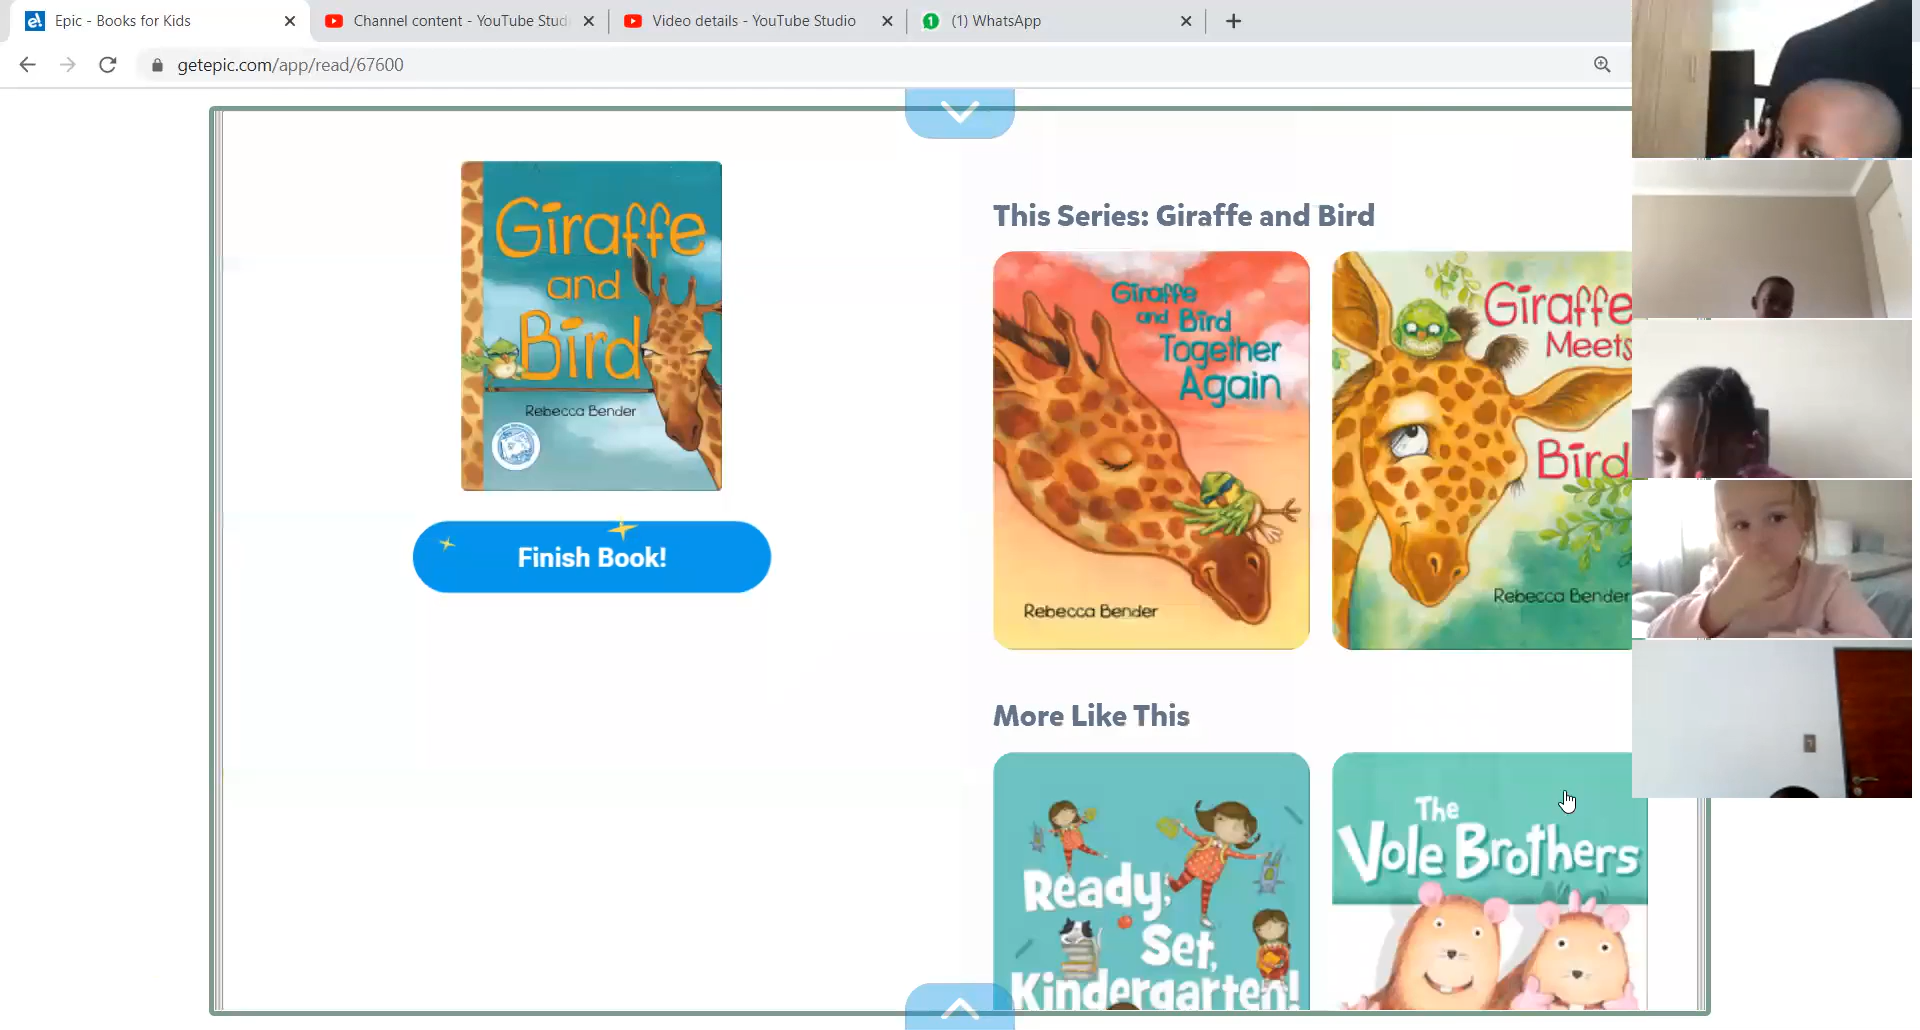 Epic - Books for Kids
Channel content - YouTube Stud
Video details - YouTube Studio
1
(1) WhatsApp
getepic.com/app/read/67600
Giraffe
and
Bird
Rebecca Bender
Finish Book!
This Series: Giraffe and Bird
Giraffe
and Bird
Together
Again
Rebecca Bender
Giraffe
Meets
Bird
Rebecca Bender
More Like This
Ready,
Set,
Kindergarten!
The
Vole Brothers